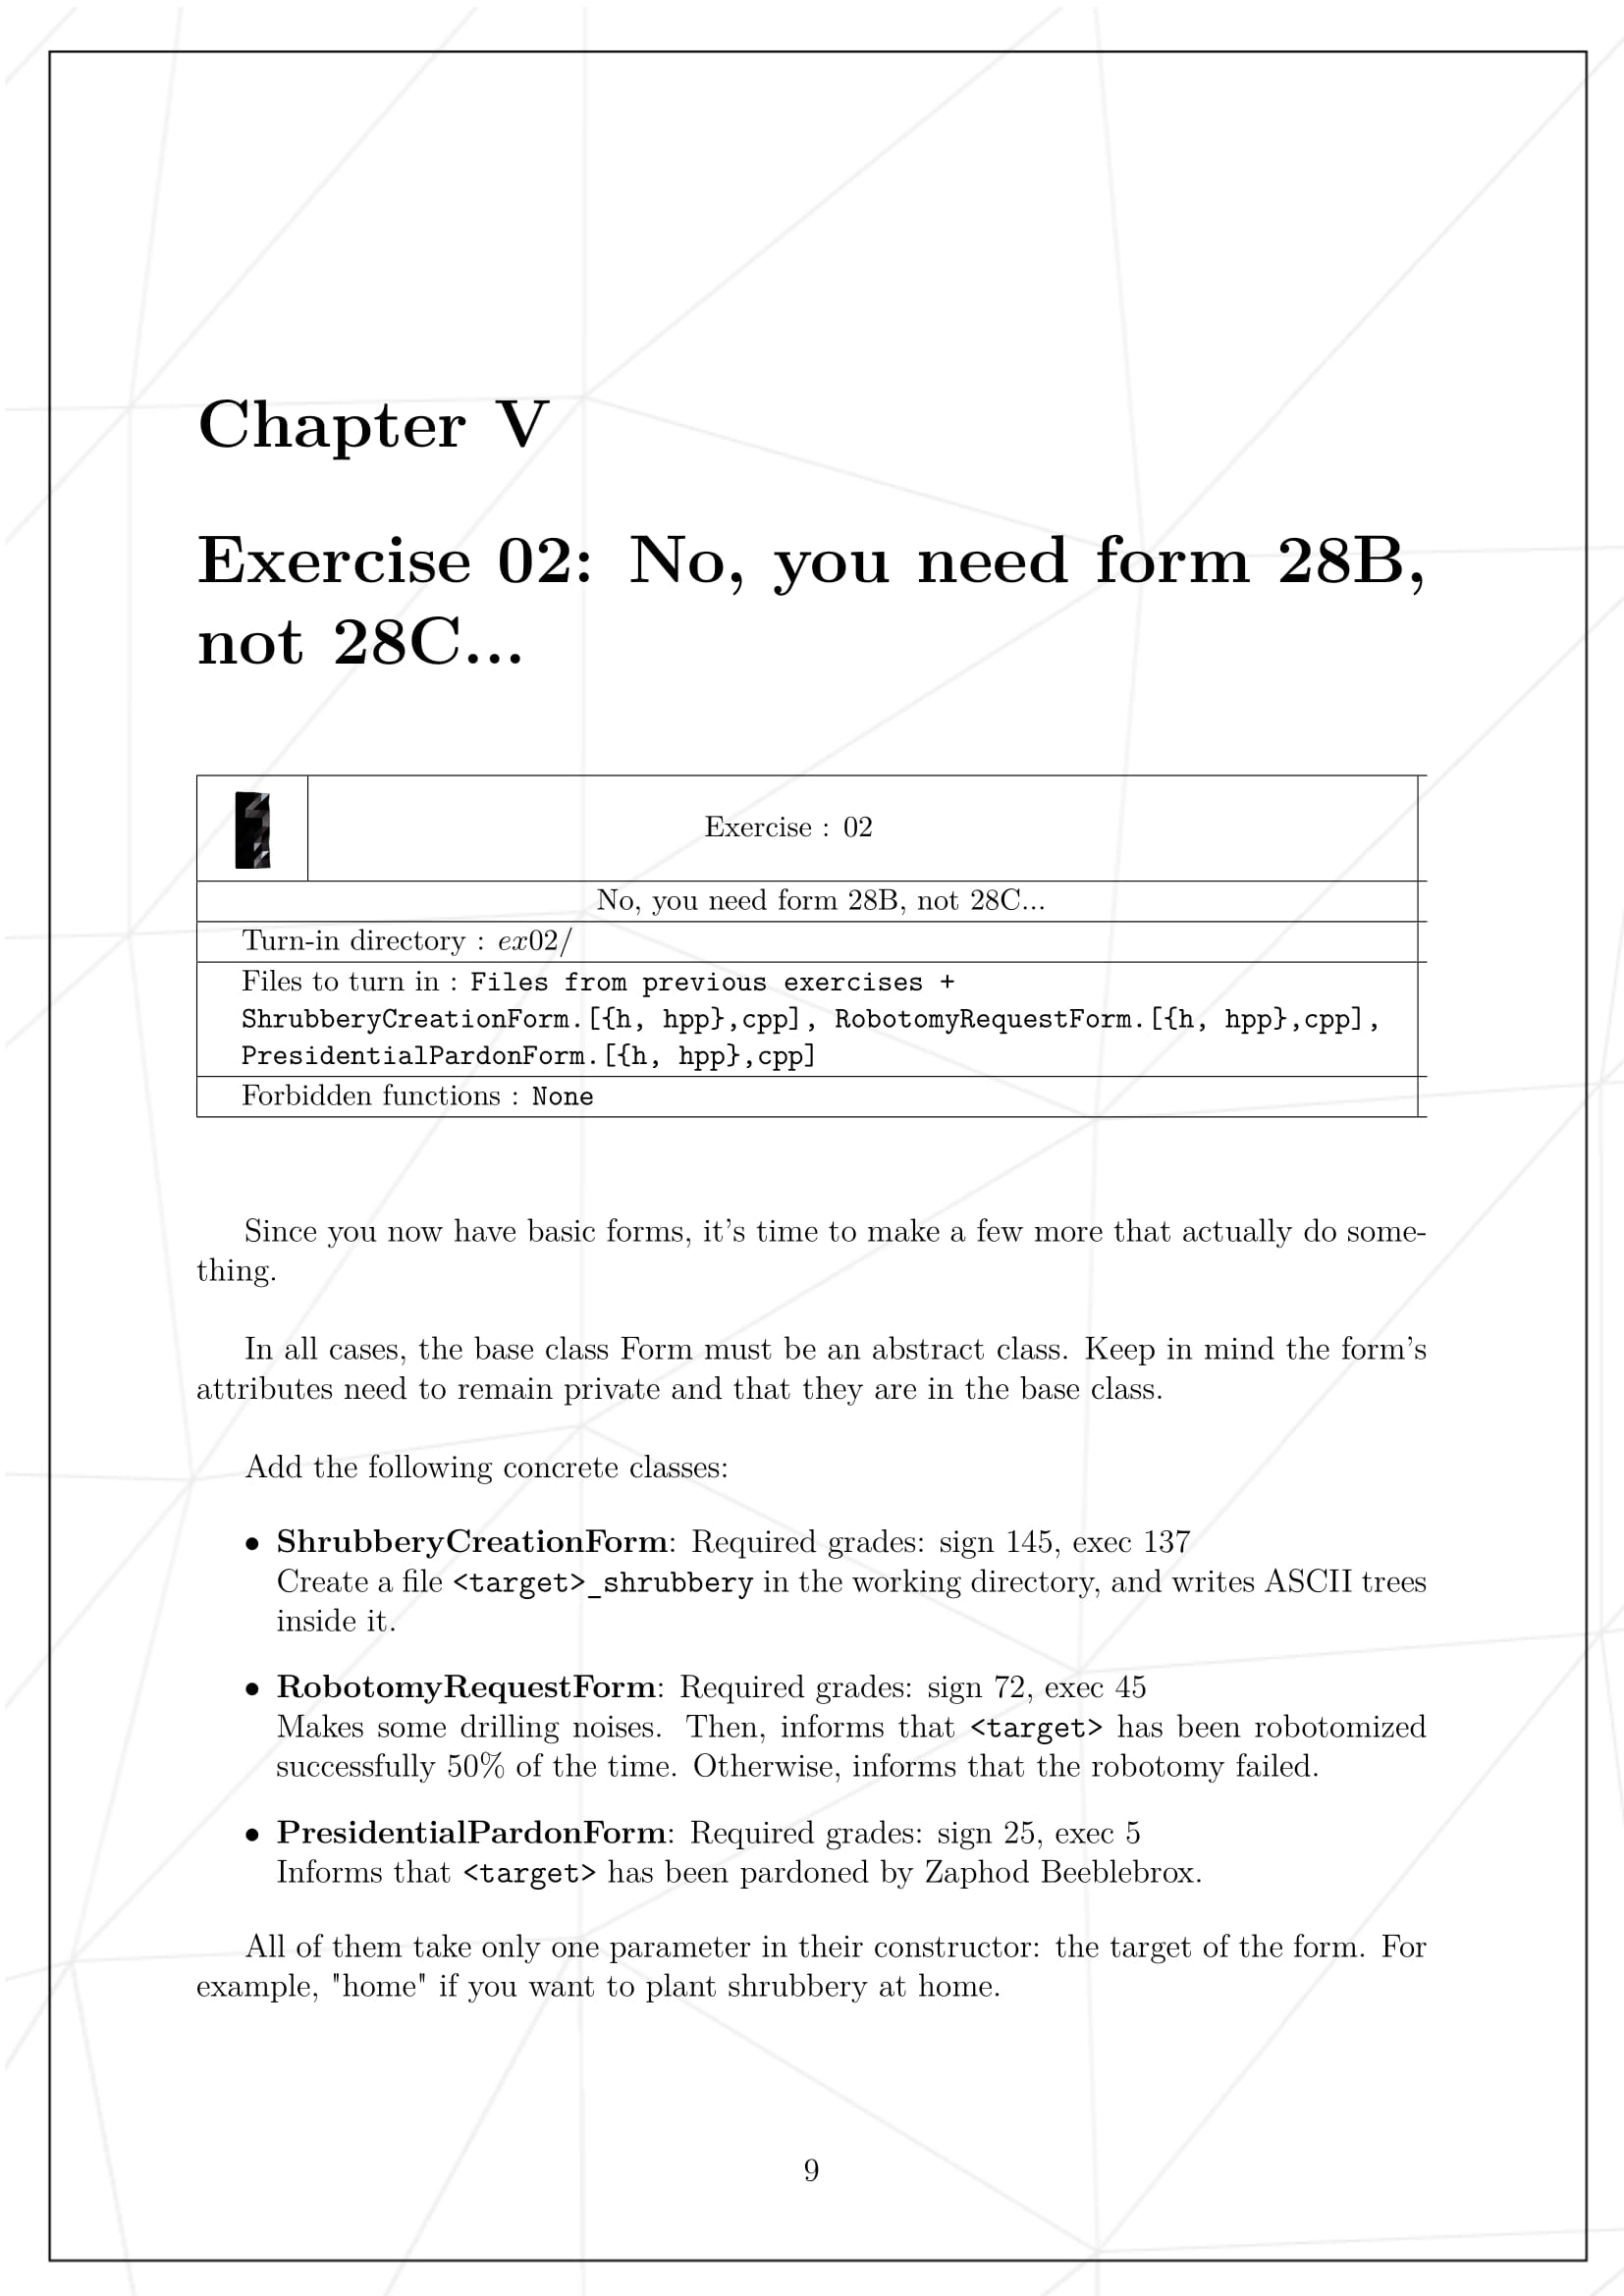 Chapter V
Exercise 02: No, you need form 28B,
not 28C...
Exercise : 02
No, you need form 28B, not 28C...
Turn-in directory : ex02/
Files to turn in : Files from previous exercises +
ShrubberyCreationForm.[{h, hpp},cpp], RobotomyRequestForm.[{h, hpp},cpp],
PresidentialPardonForm.[{h, hpp},cpp]
Forbidden functions : None
Since you now have basic forms, it's time to make a few more that actually do some-
thing.
In all cases, the base class Form must be an abstract class. Keep in mind the form's
attributes need to remain private and that they are in the base class.
Add the following concrete classes:
• ShrubberyCreationForm: Required grades: sign 145, exec 137
Create a file <target>_shrubbery in the working directory, and writes ASCII trees
inside it.
• RobotomyRequestForm: Required grades: sign 72, exec 45
Makes some drilling noises. Then, informs that <target> has been robotomized
successfully 50% of the time. Otherwise, informs that the robotomy failed.
• PresidentialPardonForm: Required grades: sign 25, exec 5
Informs that <target> has been pardoned by Zaphod Beeblebrox.
All of them take only one parameter in their constructor: the target of the form. For
example, "home" if you want to plant shrubbery at home.
9